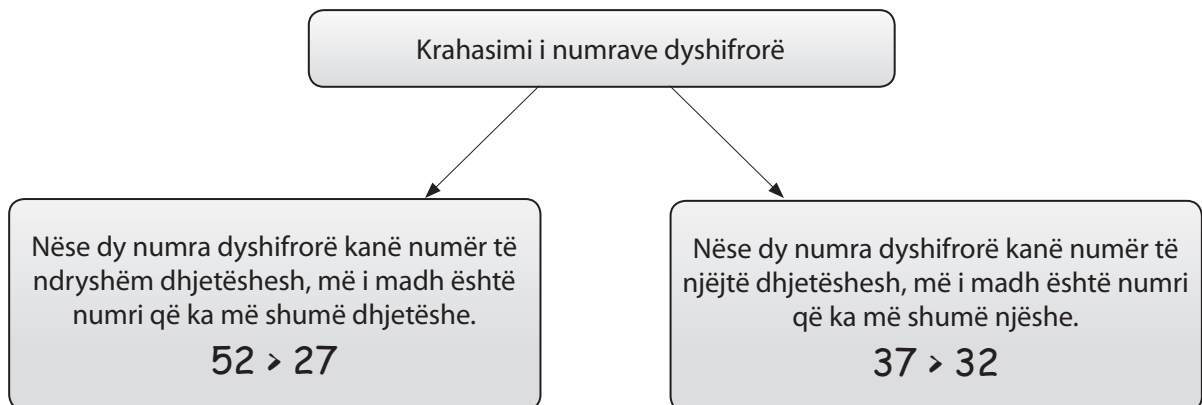 Krahasimi i numrave dyshifrorë
Nëse dy numra dyshifrorë kanë numër të
ndryshëm dhjetëshesh, më i madh është
numri që ka më shumë dhjetëshe.
52 > 27
Nëse dy numra dyshifrorë kanë numër të
njëjtë dhjetëshesh, më i madh është numri
që ka më shumë njëshe.
37 > 32